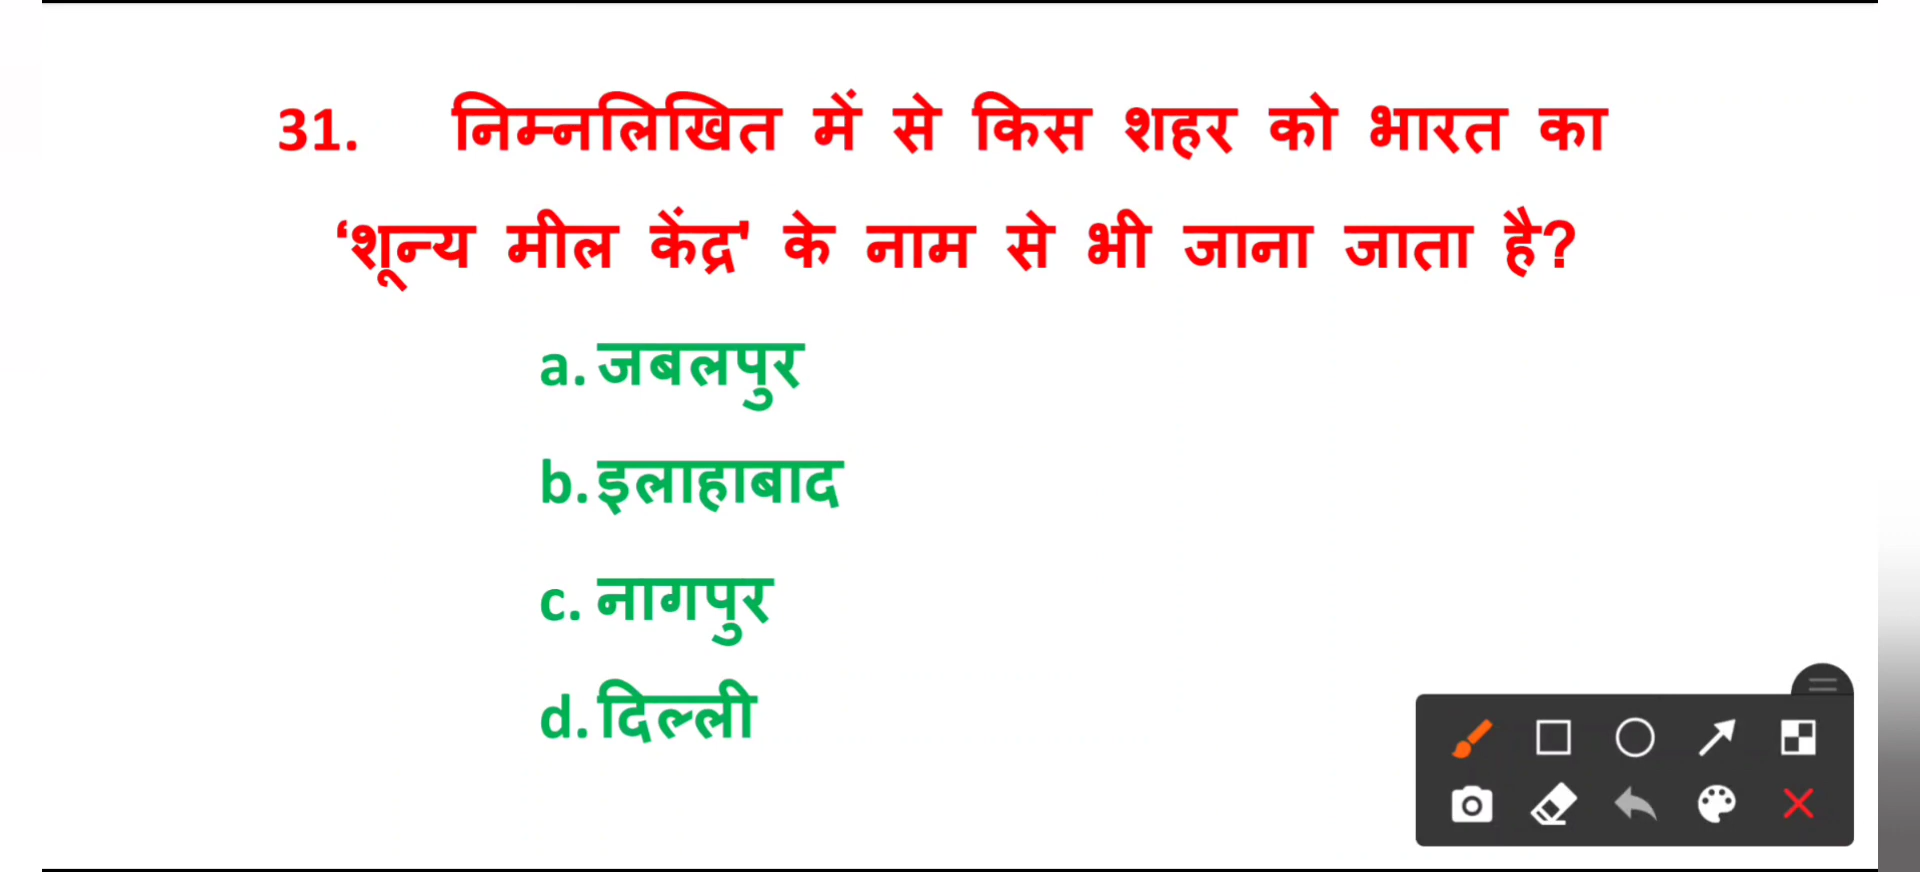 31. निम्नलिखित में से किस शहर को भारत का
‘शून्य मील केंद्र' के नाम से भी जाना जाता है?
a. जबलपुर
b. इलाहाबाद
c. नागपुर
d. दिल्ली